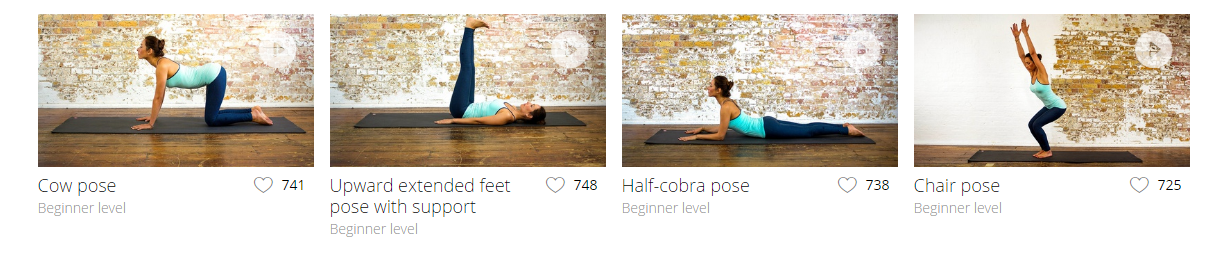 Cow pose
741
Beginner level
Upward extended feet
pose with support
748
Beginner level
Half-cobra pose
738
Beginner level
Chair pose
725
Beginner level